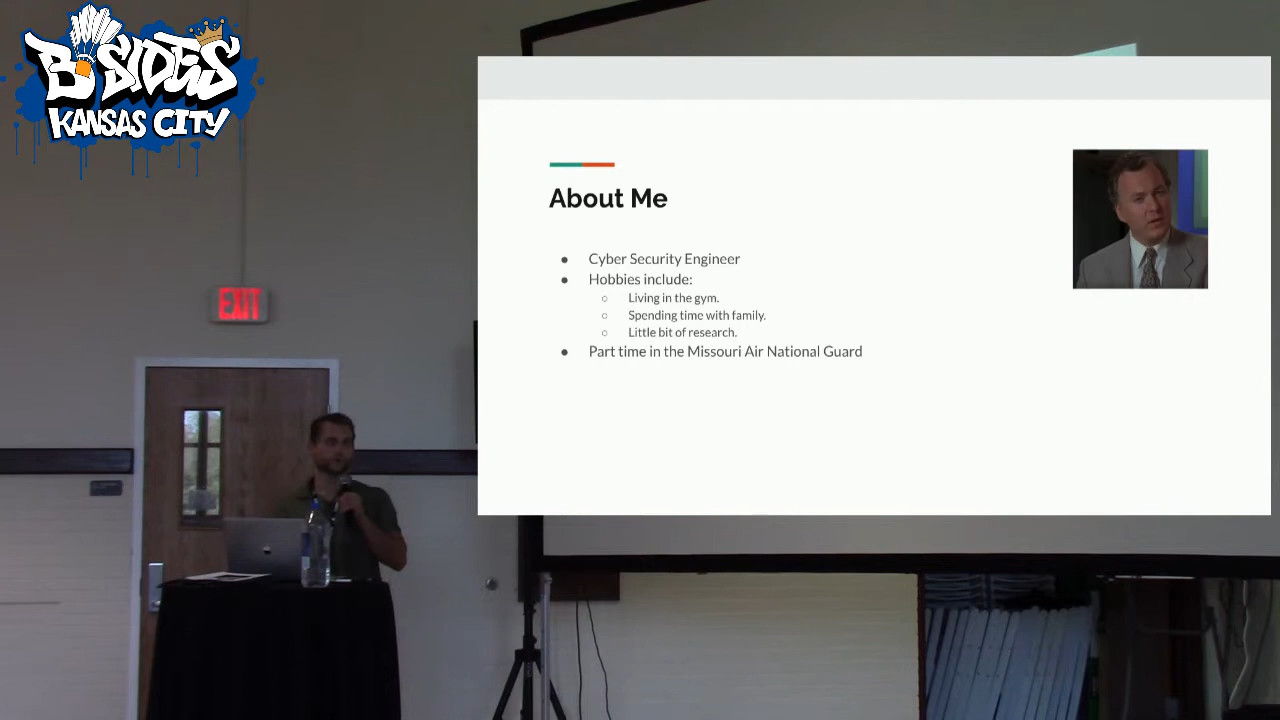 B·SIDES
KANSAS CITY
EXIT
About Me
● Cyber Security Engineer
● Hobbies include:
○ Living in the gym.
○ Spending time with family.
○ Little bit of research.
● Part time in the Missouri Air National Guard